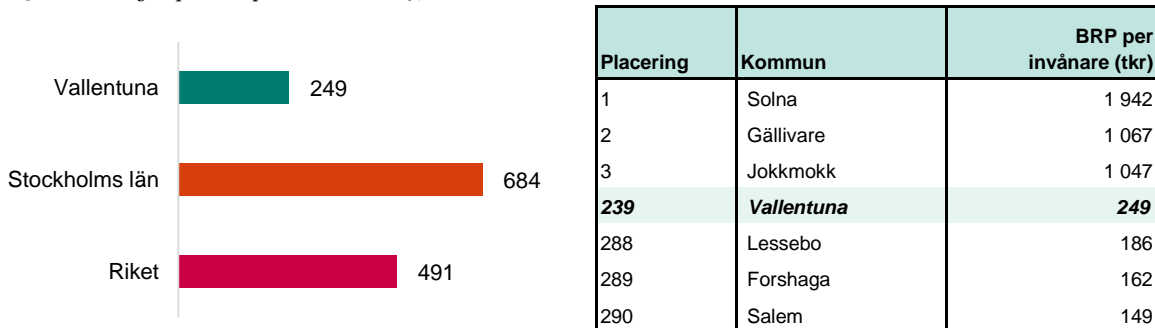 Vallentuna 249
Stockholms län 684
Riket 491
BRP per
Placering Kommun invånare (tkr)
1 Solna 1 942
2 Gällivare 1 067
3 Jokkmokk 1 047
239 Vallentuna 249
288 Lessebo 186
289 Forshaga 162
290 Salem 149